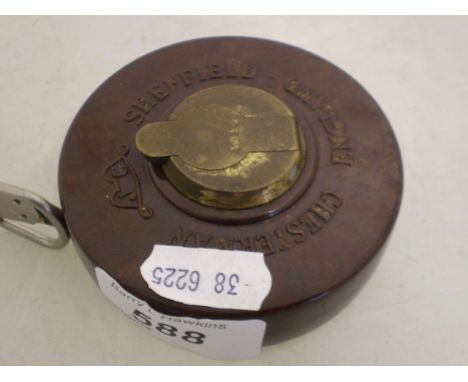 SHEFFIELD · ENGLAND · CHESTERMAN
38 6225
Barry L Hawkins
588